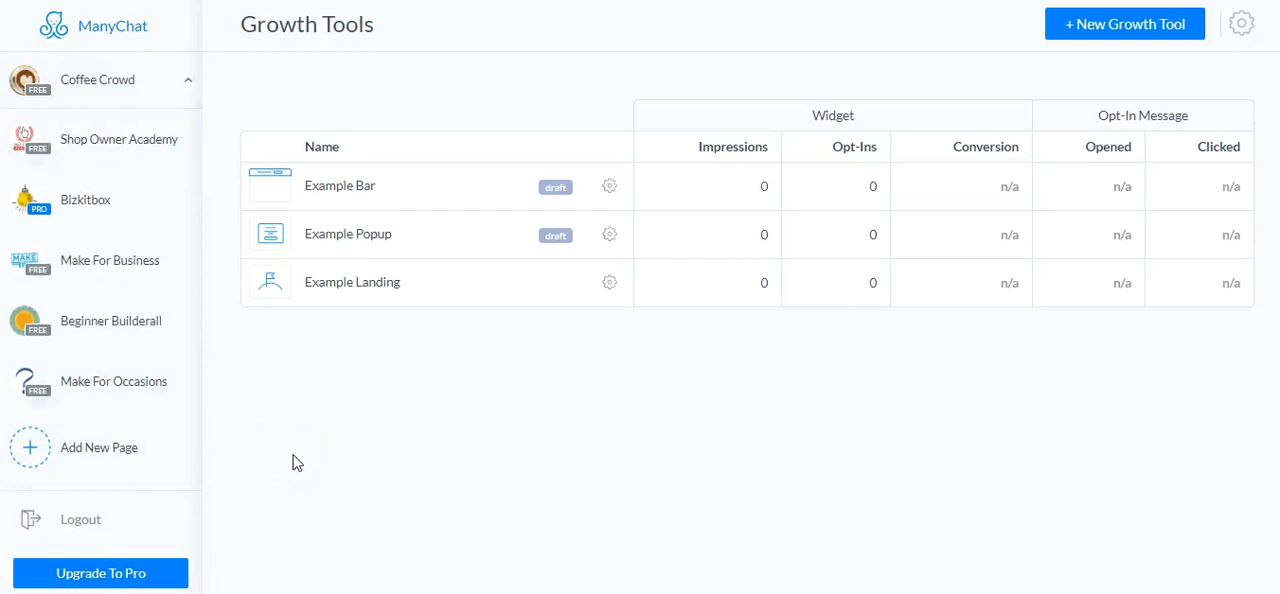 ManyChat
Growth Tools
+ New Growth Tool
Coffee Crowd
FREE
Shop Owner Academy
FREE
Bizkitbox
PRO
Make For Business
MAKE
FREE
Beginner Builderall
FREE
Make For Occasions
FREE
Add New Page
Logout
Upgrade To Pro
Widget Opt-In Message
Name Impressions Opt-Ins Conversion Opened Clicked
Example Bar draft 0 0 n/a n/a n/a
Example Popup draft 0 0 n/a n/a n/a
Example Landing 0 0 n/a n/a n/a